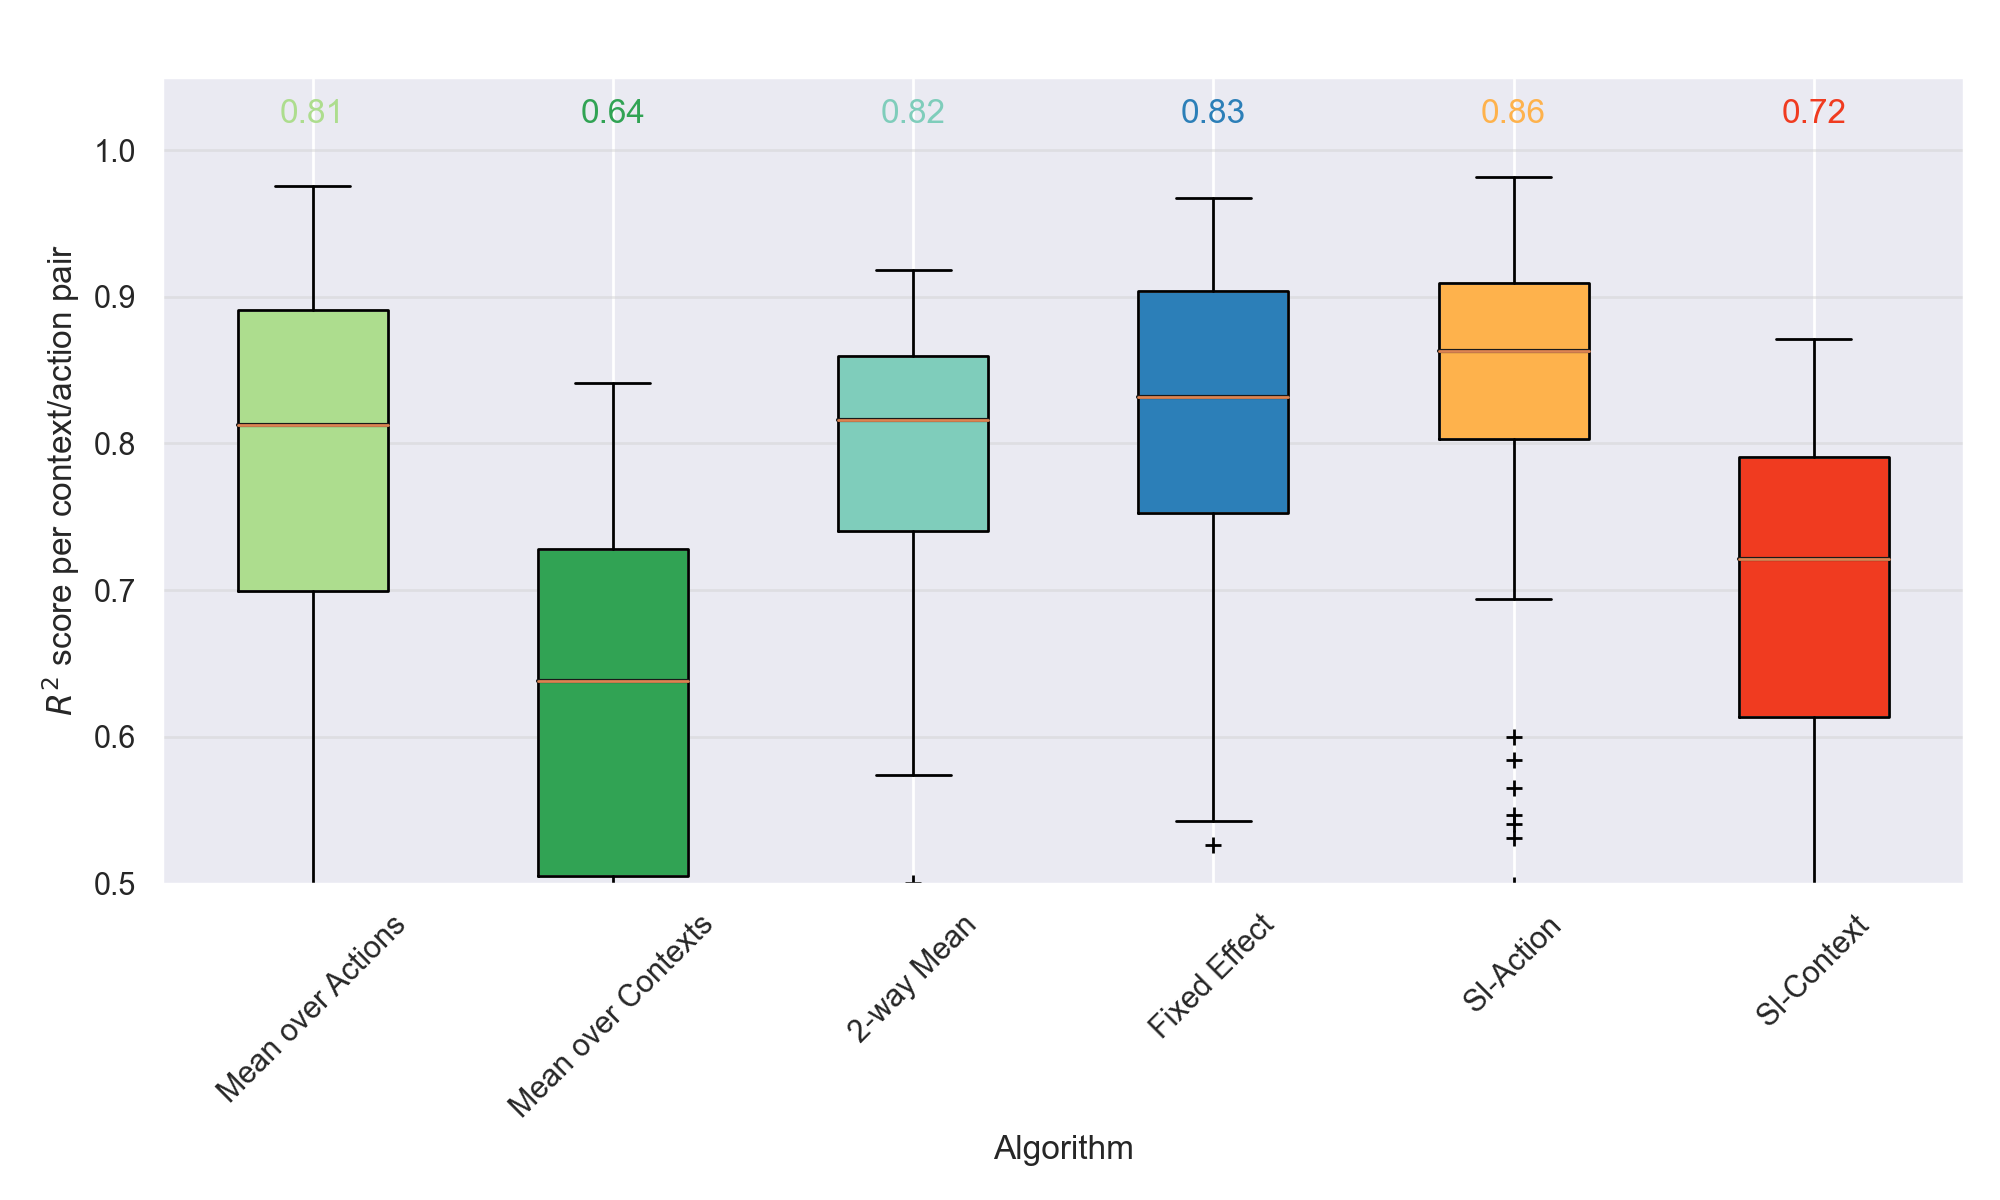 0.81 0.64 0.82 0.83 0.86 0.72
1.0
0.9
0.8
0.7
0.6
0.5
R² score per context/action pair
Mean over Actions
Mean over Contexts
2-way Mean
Fixed Effect
SI-Action
SI-Context
Algorithm